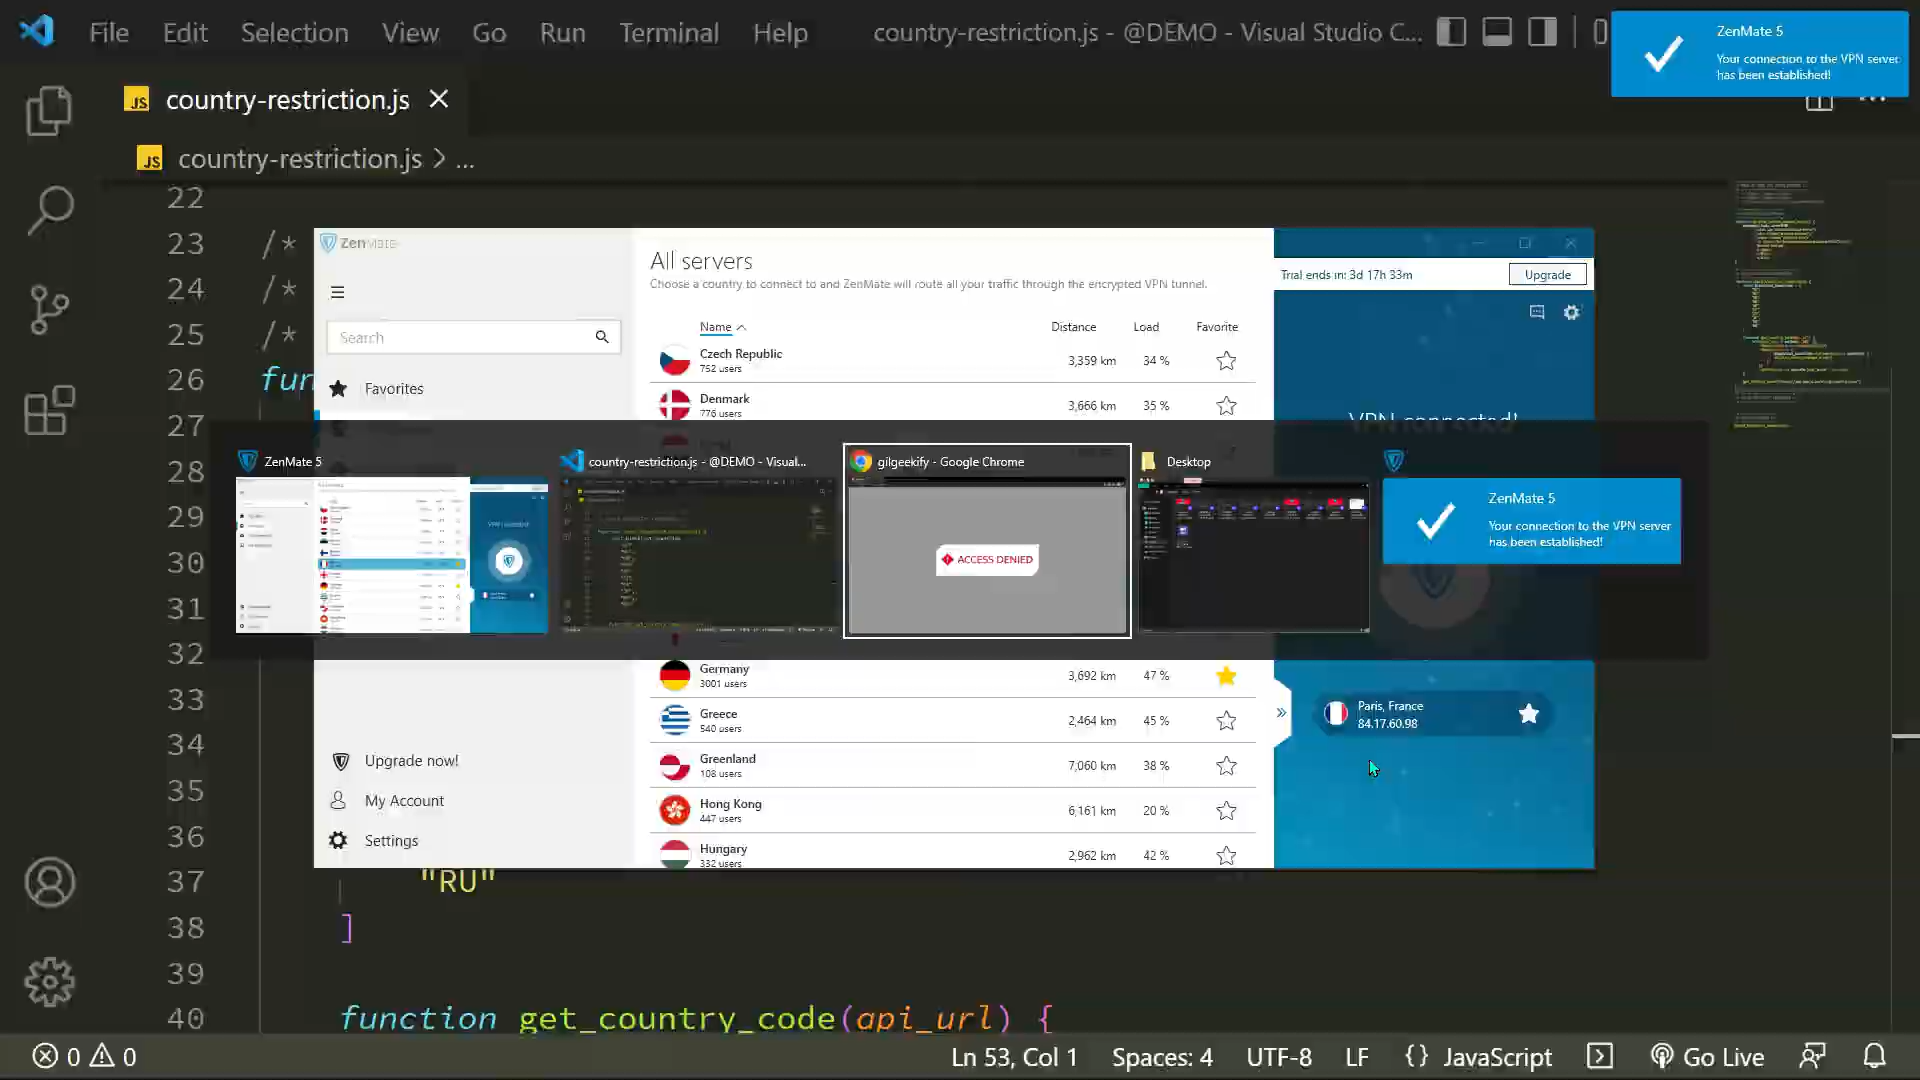 File Edit Selection View Go Run Terminal Help
country-restriction.js - @DEMO - Visual Studio C...
ZenMate 5
Your connection to the VPN server
has been established!
country-restriction.js
country-restriction.js > ...
22
23 /*
24 /*
25 /*
26 fun
27
28
29
30
31
32
33
34
35
36
37 "RU"
38 ]
39
40 function get_country_code(api_url) {
ZenMate
Search
Favorites
Upgrade now!
My Account
Settings
All servers
Choose a country to connect to and ZenMate will route all your traffic through the encrypted VPN tunnel.
Name Distance Load Favorite
Czech Republic 3,359 km 34 %
752 users
Denmark 3,666 km 35 %
776 users
Germany 3,692 km 47 %
3001 users
Greece 2,464 km 45 %
540 users
Greenland 7,060 km 38 %
108 users
Hong Kong 6,161 km 20 %
447 users
Hungary 2,962 km 42 %
332 users
Trial ends in: 3d 17h 33m
Upgrade
VPN connected!
Paris, France
84.17.60.98
ZenMate 5
country-restriction.js - @DEMO - Visual...
gilgeekify - Google Chrome
ACCESS DENIED
Desktop
ZenMate 5
Your connection to the VPN server
has been established!
0 0
Ln 53, Col 1 Spaces: 4 UTF-8 LF {} JavaScript Go Live